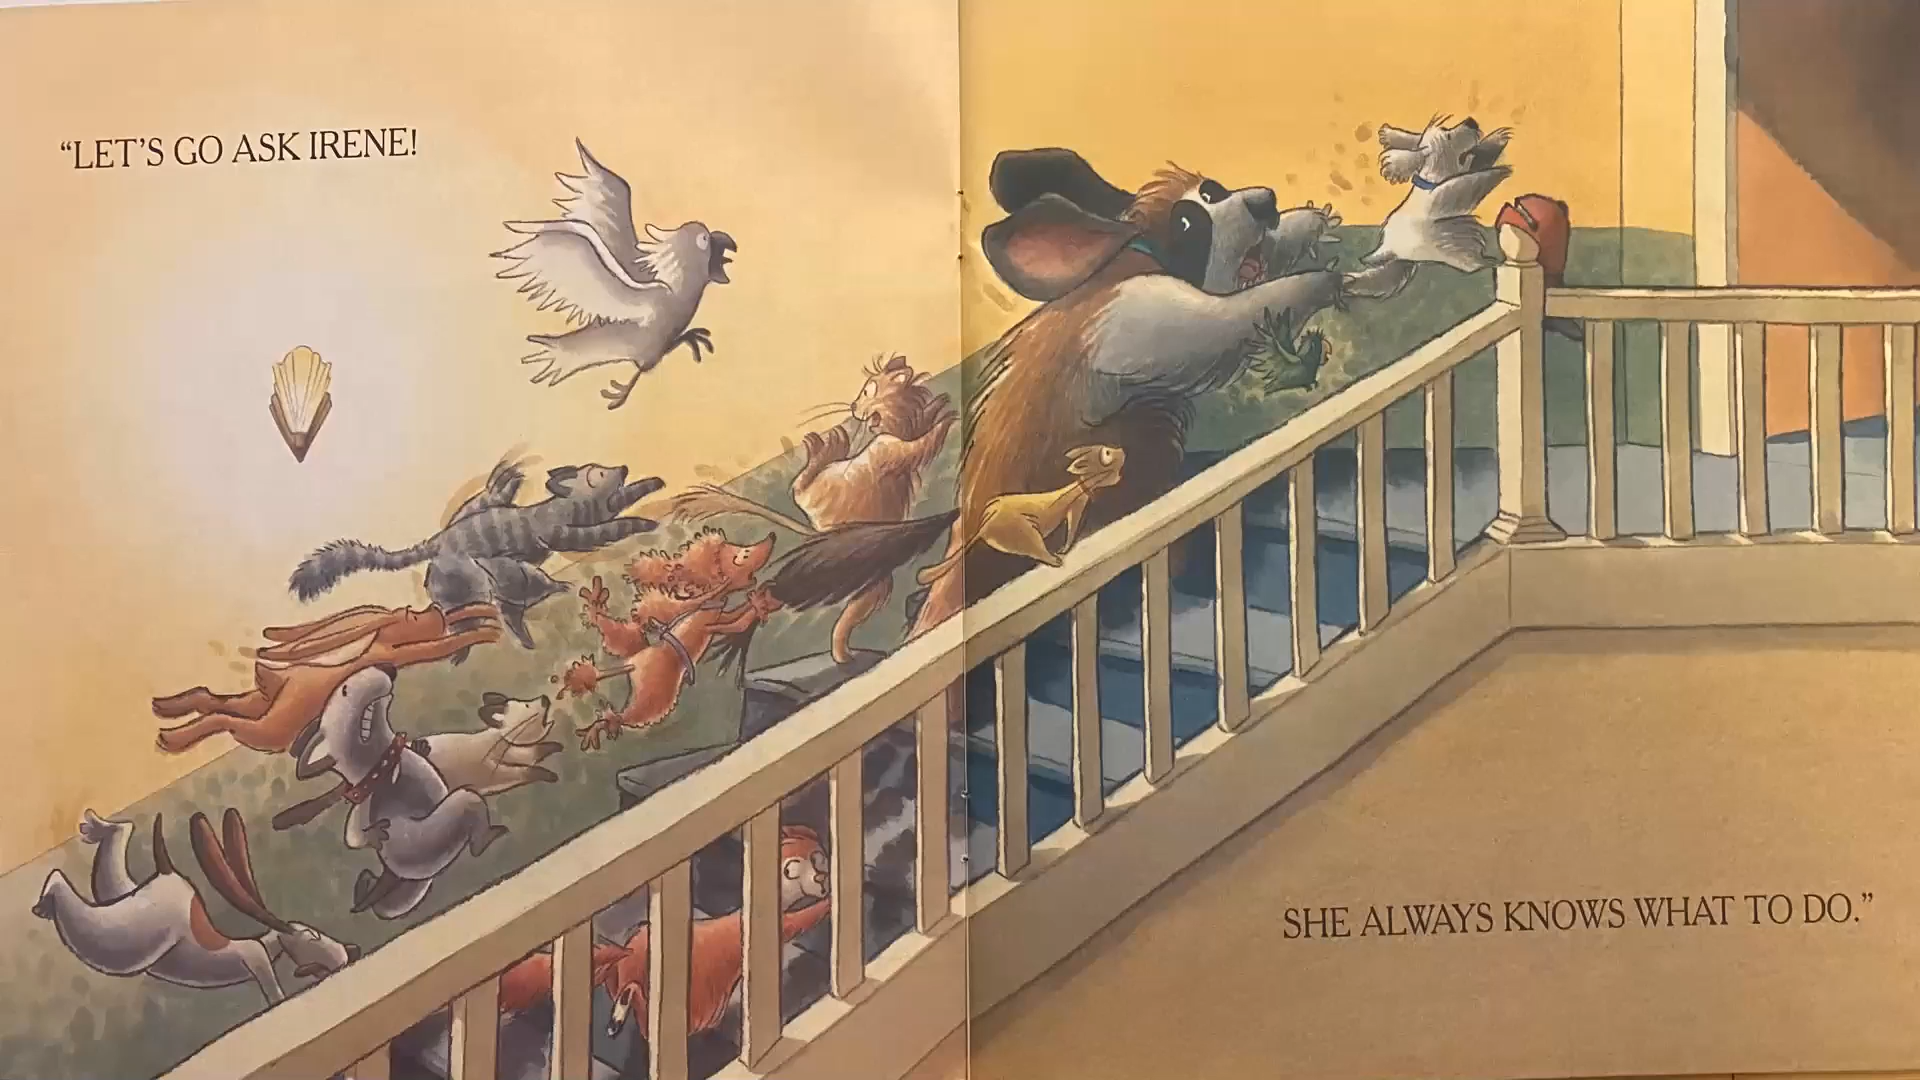 “LET’S GO ASK IRENE!
SHE ALWAYS KNOWS WHAT TO DO.”